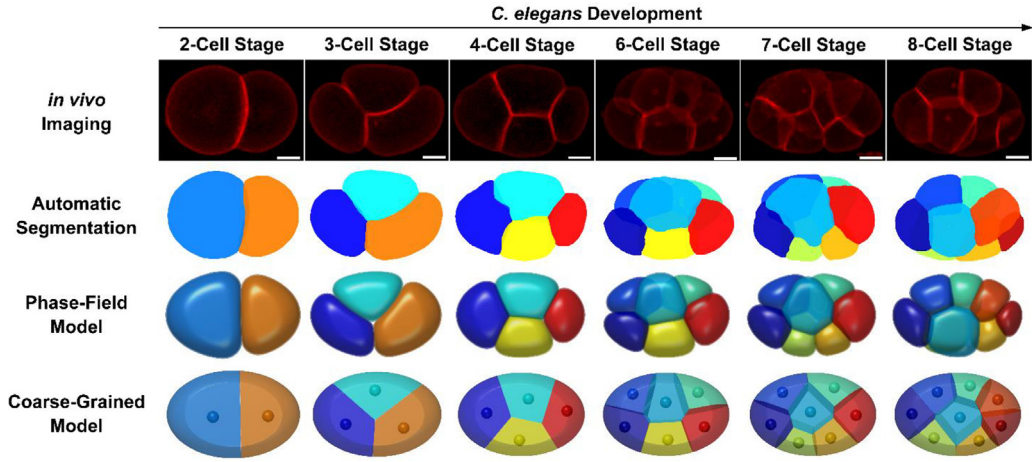 C. elegans Development
2-Cell Stage 3-Cell Stage 4-Cell Stage 6-Cell Stage 7-Cell Stage 8-Cell Stage
in vivo
Imaging
Automatic
Segmentation
Phase-Field
Model
Coarse-Grained
Model